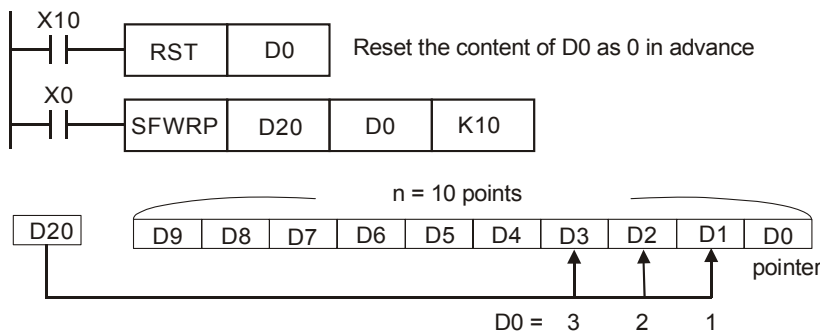 X10
RST D0 Reset the content of D0 as 0 in advance
X0
SFWRP D20 D0 K10
n = 10 points
D20 D9 D8 D7 D6 D5 D4 D3 D2 D1 D0
pointer
D0 = 3 2 1